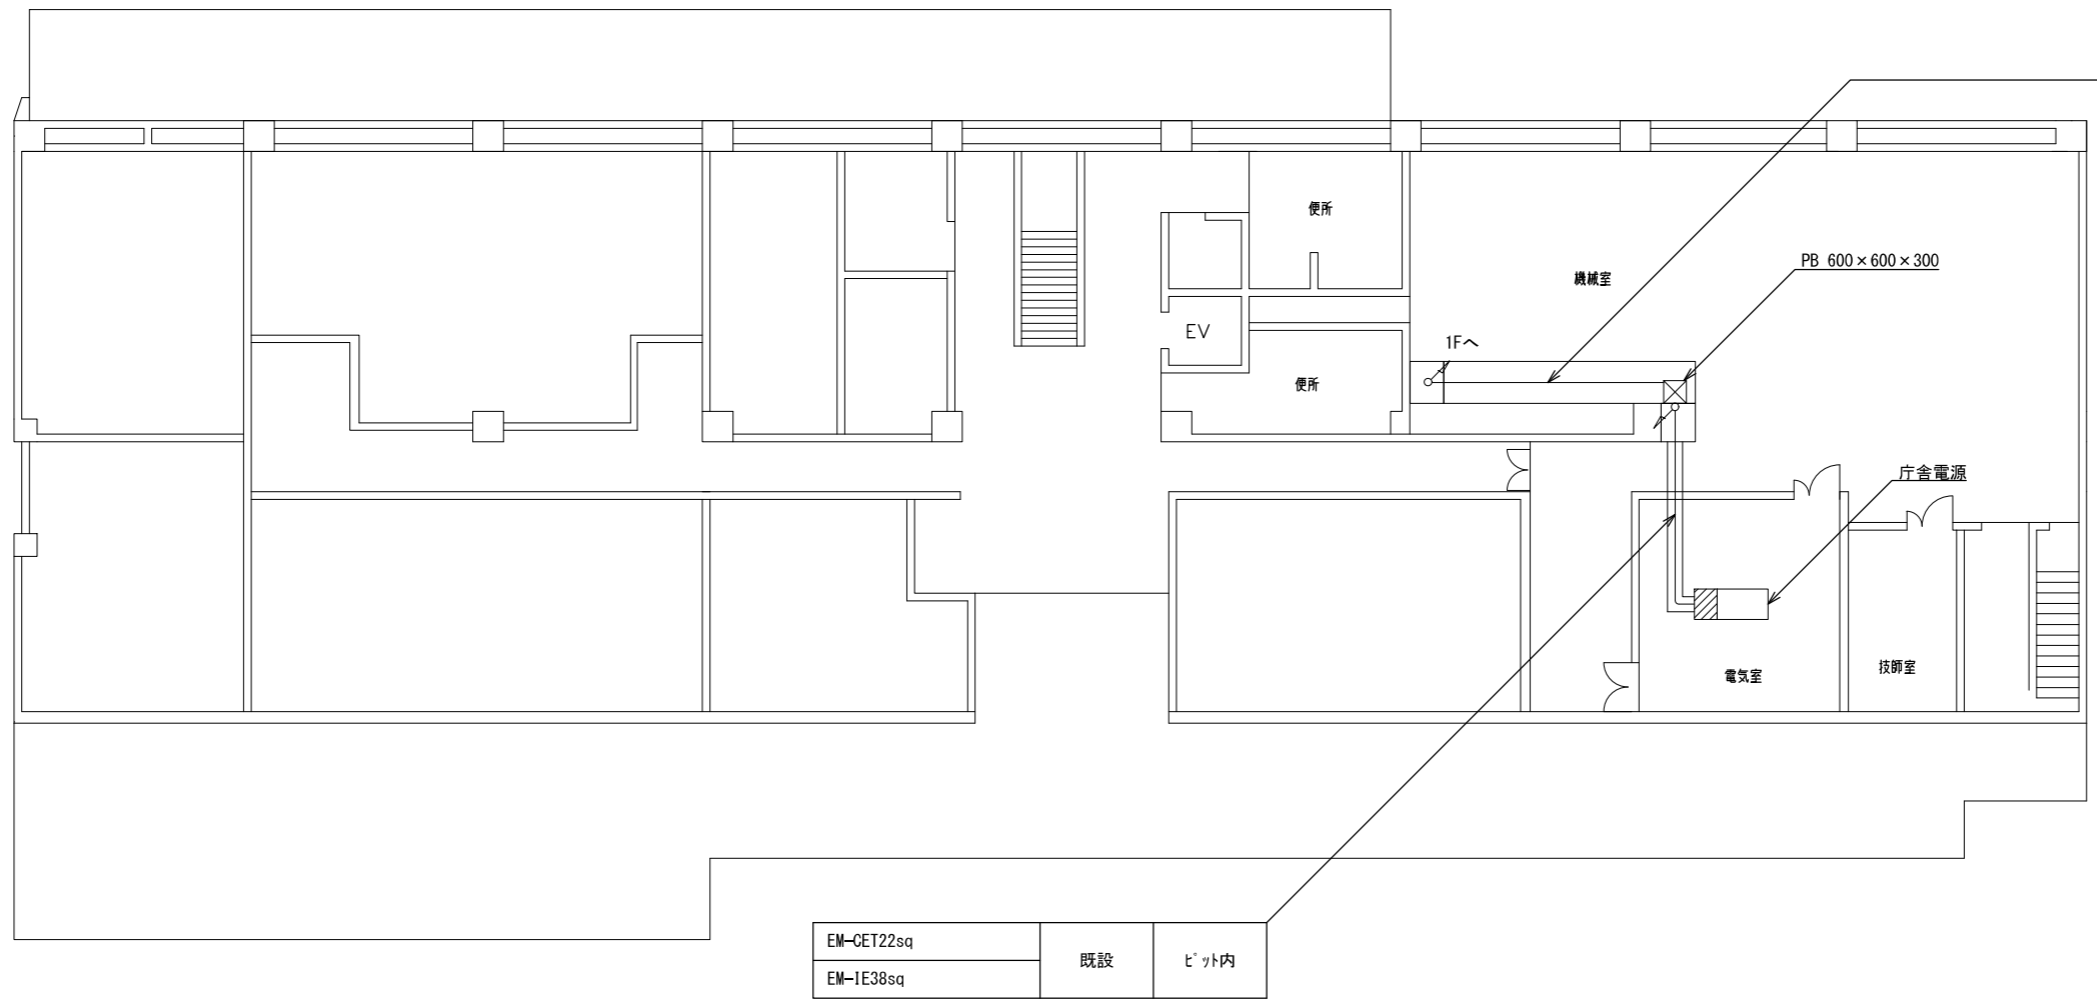 便所
機械室
PB 600×600×300
EV
1Fへ
便所
庁舎電源
電気室
技師室
EM-CET22sq
既設
ﾋﾟｯﾄ内
EM-IE38sq